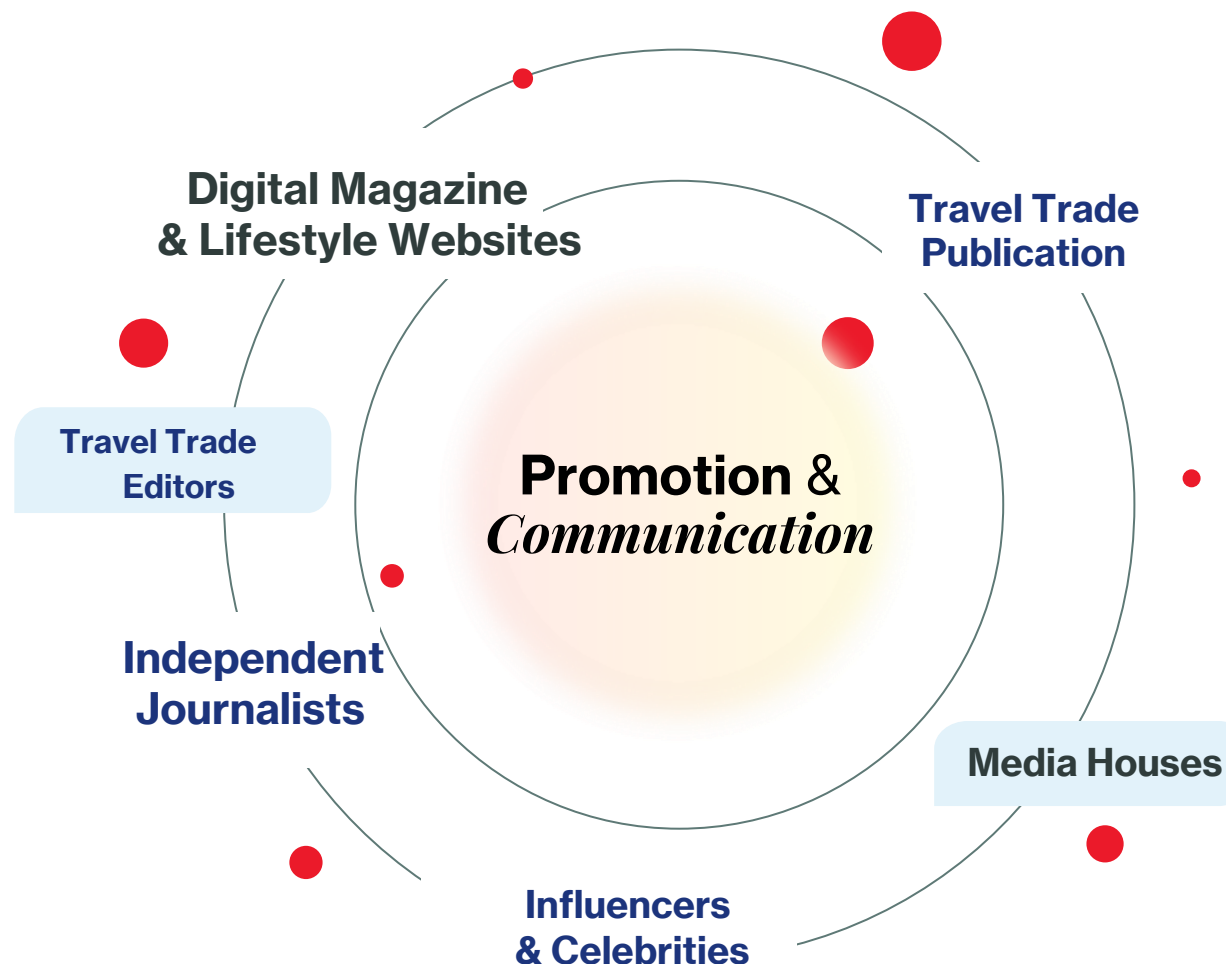 Digital Magazine
& Lifestyle Websites
Travel Trade
Publication
Travel Trade
Editors
Promotion &
Communication
Independent
Journalists
Media Houses
Influencers
& Celebrities